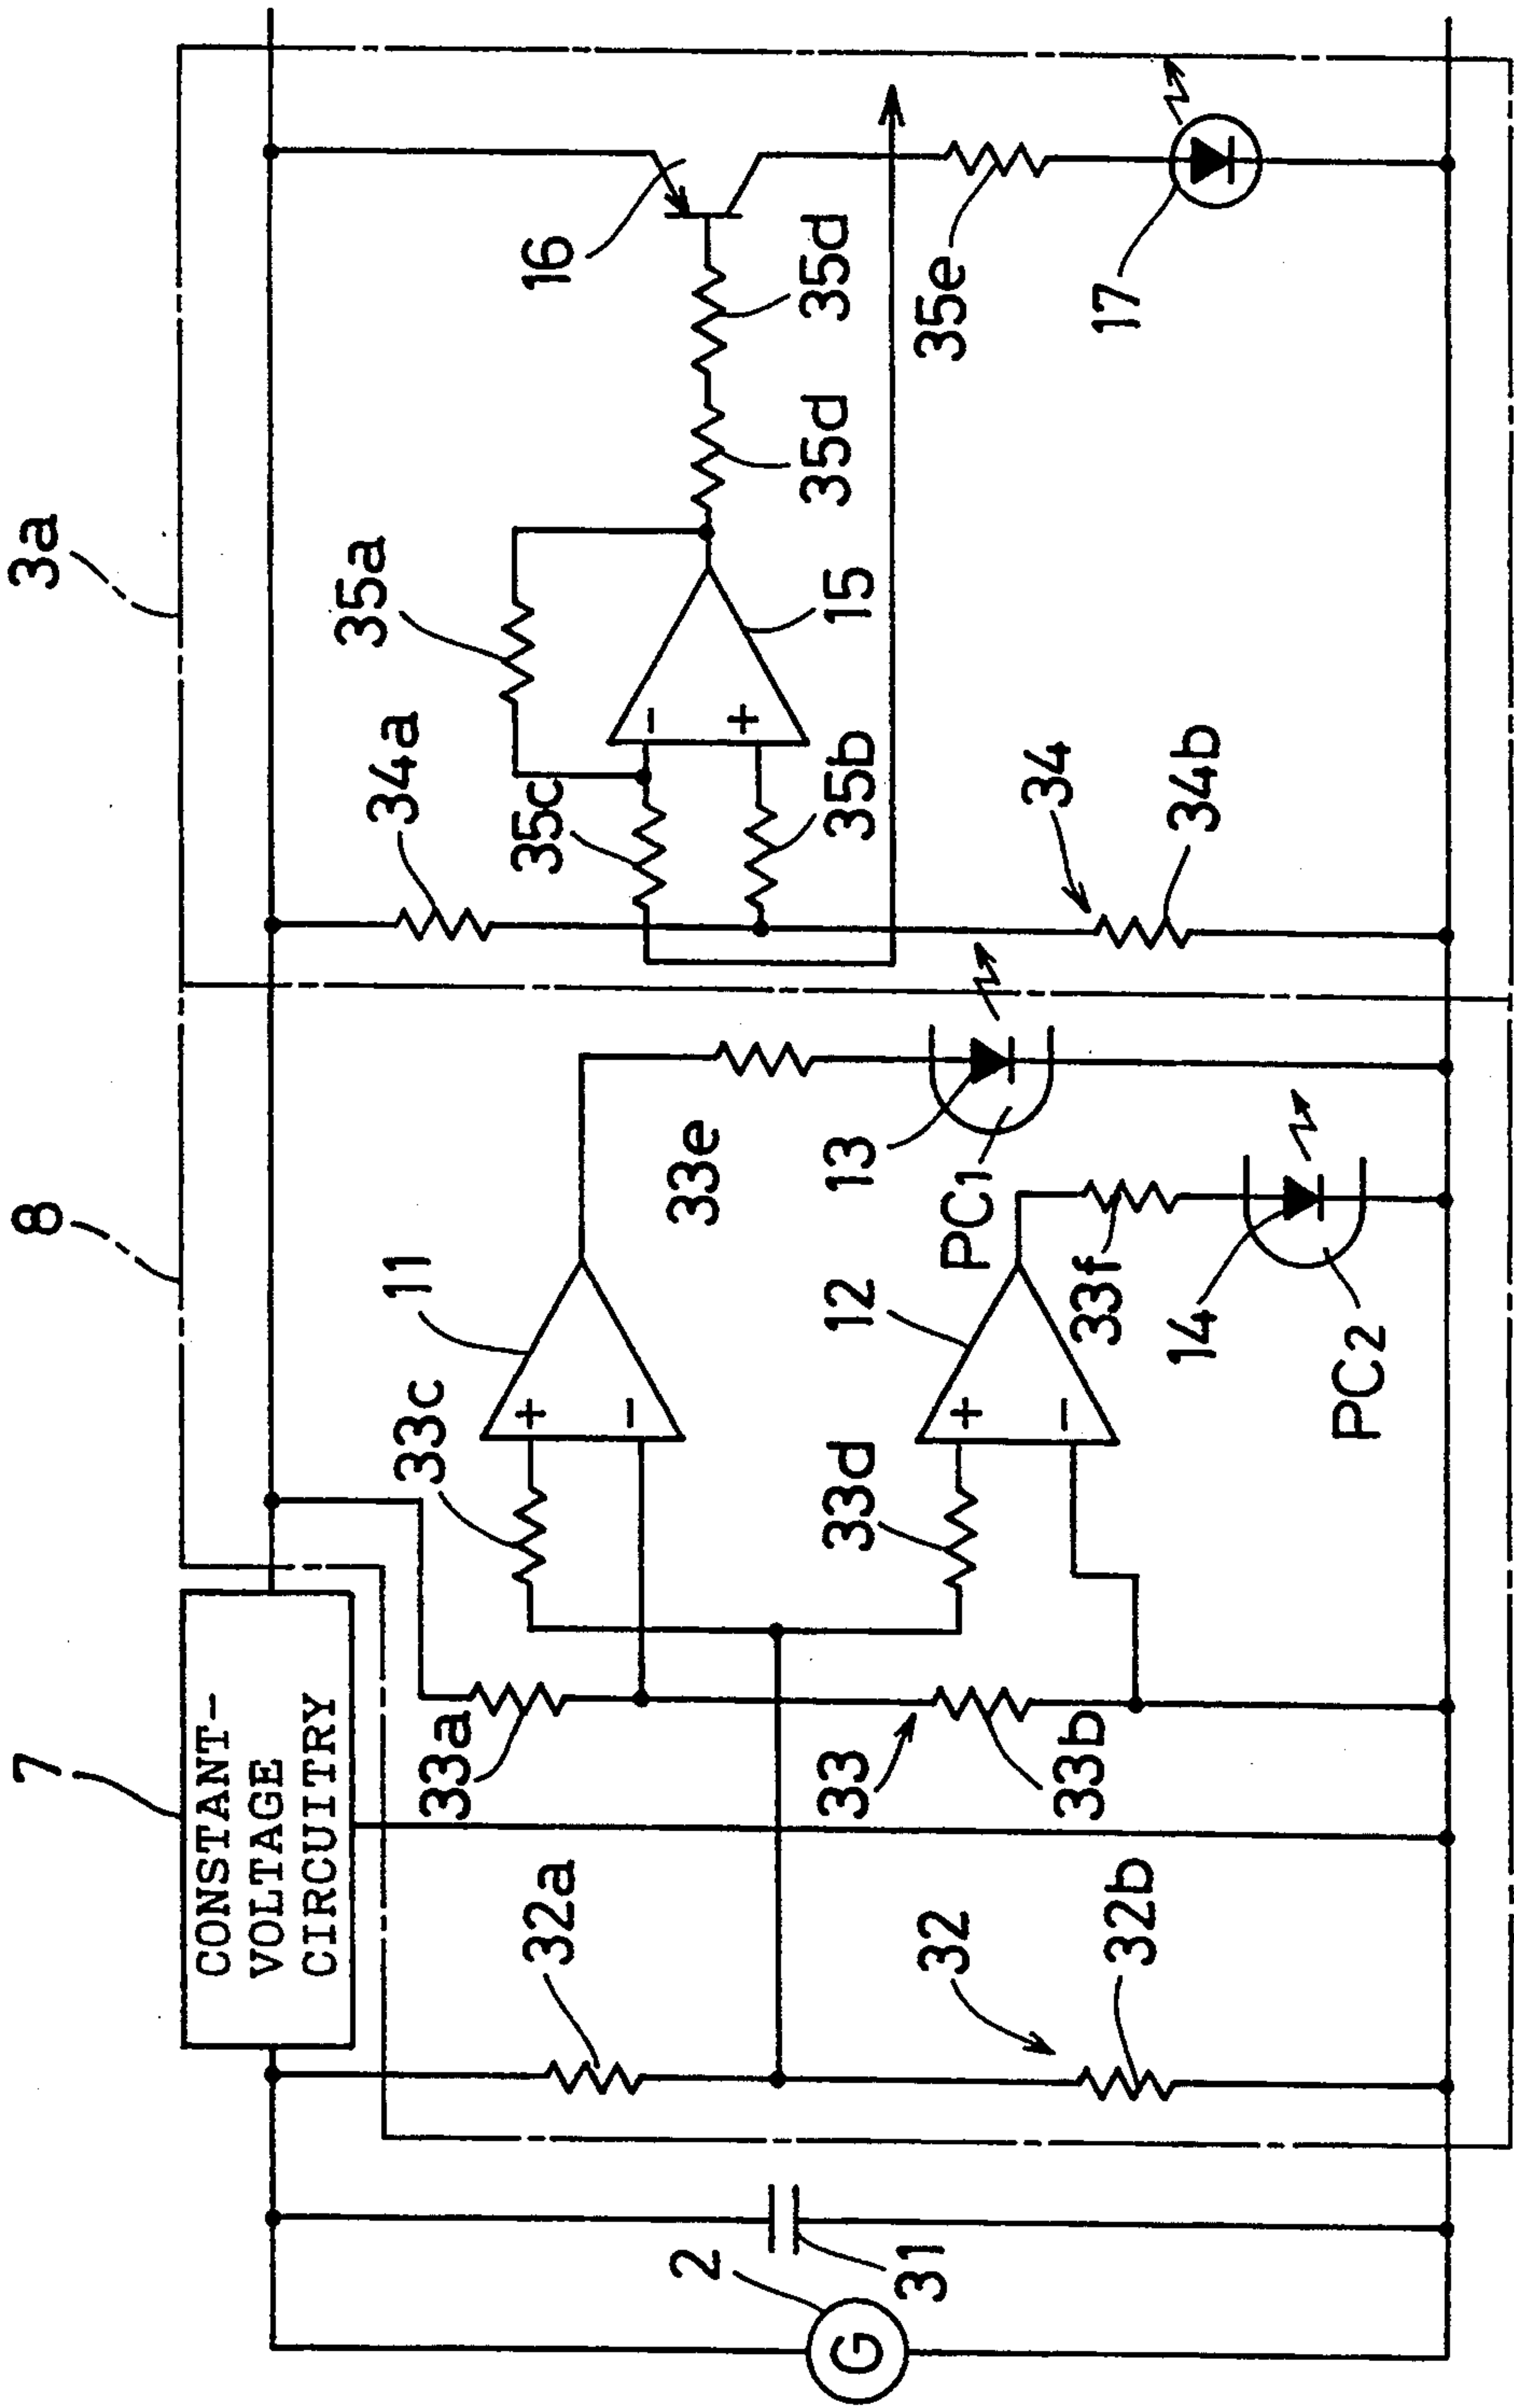 3a
8
7
CONSTANT-
VOLTAGE
CIRCUITRY
34a
35a
16
35c
35d
35d
15
35b
35e
34
34b
17
11
33c
33e
13
PC1
12
33d
33f
14
PC2
33a
33
33b
32a
32
32b
2
31
G
+
-
+
-
-
+